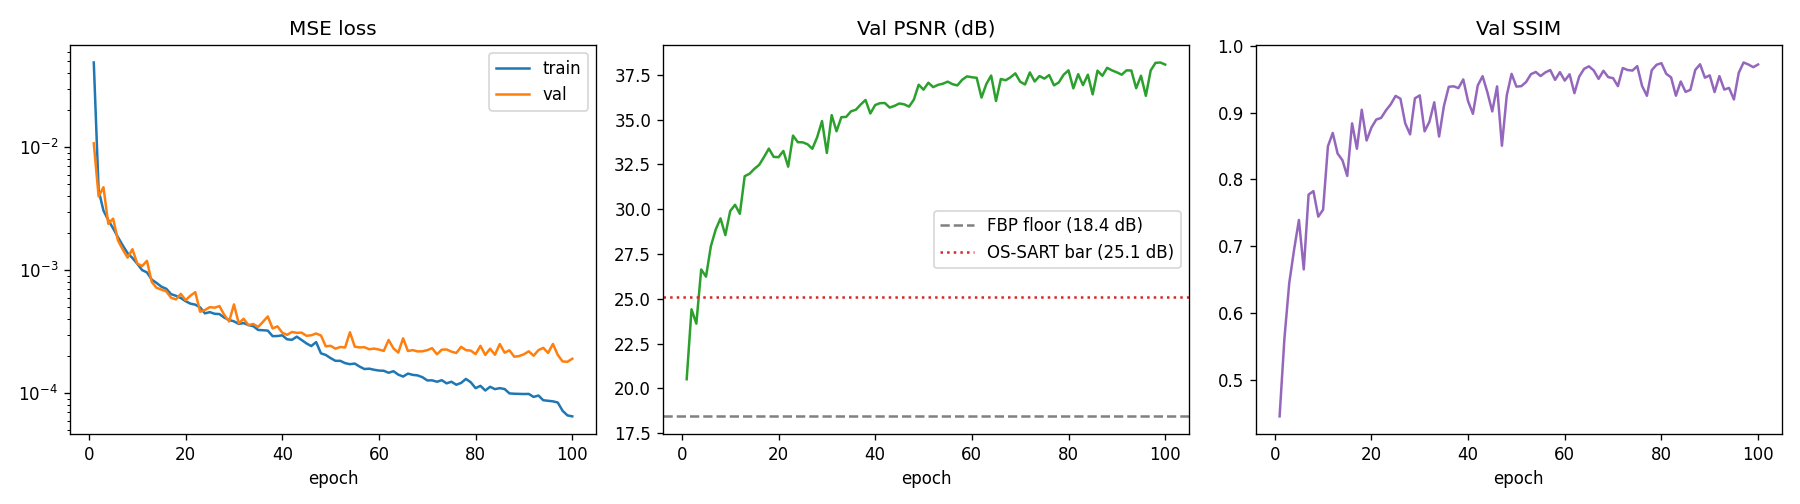 MSE loss
train
val
10⁻²
10⁻³
10⁻⁴
0 20 40 60 80 100
epoch
Val PSNR (dB)
37.5
35.0
32.5
30.0
27.5
25.0
22.5
20.0
17.5
FBP floor (18.4 dB)
OS-SART bar (25.1 dB)
0 20 40 60 80 100
epoch
Val SSIM
1.0
0.9
0.8
0.7
0.6
0.5
0 20 40 60 80 100
epoch